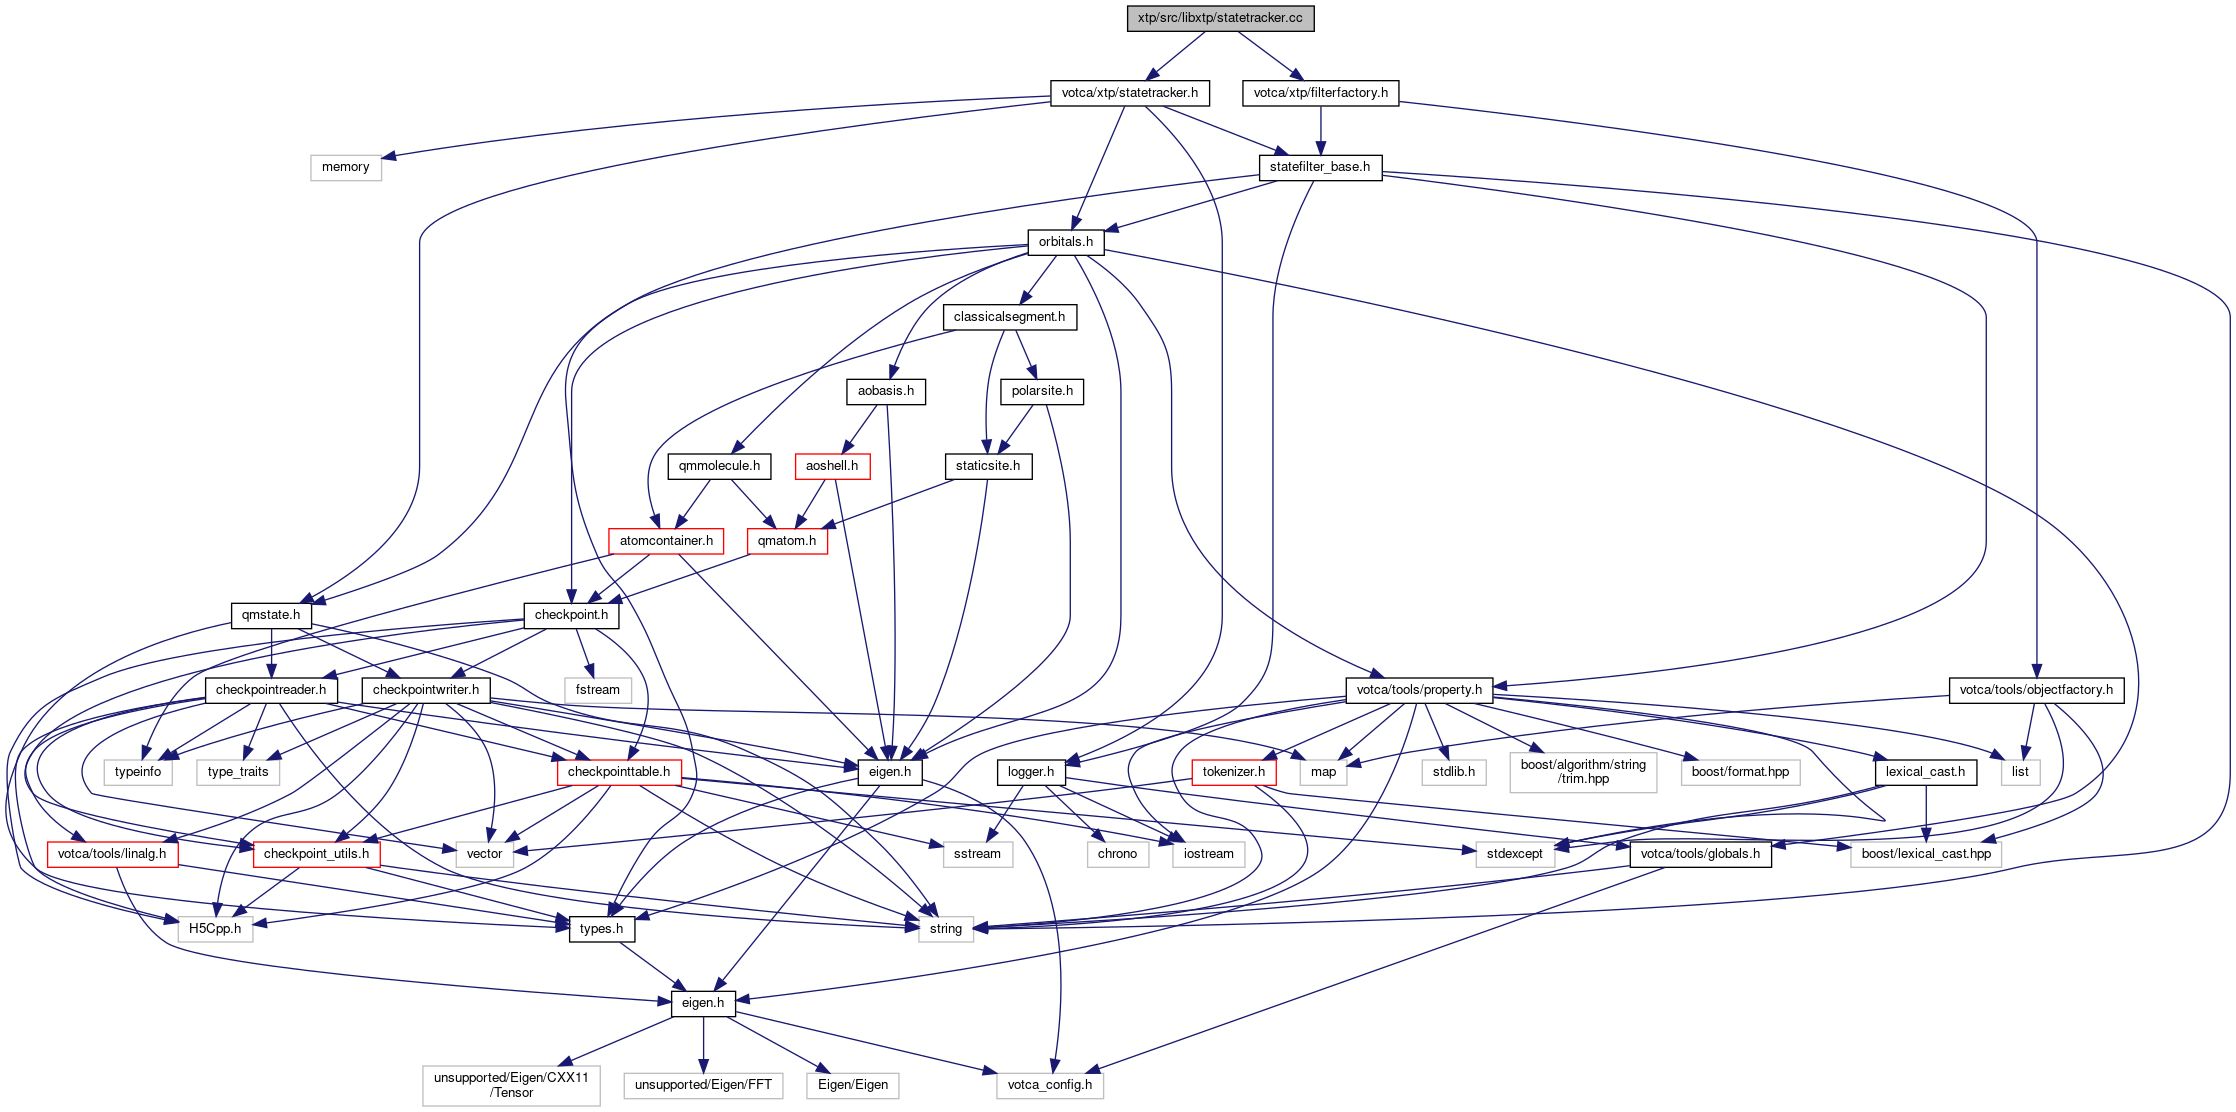 xtp/src/libxtp/statetracker.cc
votca/xtp/statetracker.h
votca/xtp/filterfactory.h
memory
statefilter_base.h
orbitals.h
classicalsegment.h
aobasis.h
polarsite.h
qmmolecule.h
aoshell.h
staticsite.h
atomcontainer.h
qmatom.h
qmstate.h
checkpoint.h
checkpointreader.h
checkpointwriter.h
fstream
votca/tools/property.h
votca/tools/objectfactory.h
typeinfo
type_traits
checkpointtable.h
eigen.h
logger.h
tokenizer.h
map
stdlib.h
boost/algorithm/string
/trim.hpp
boost/format.hpp
lexical_cast.h
list
votca/tools/linalg.h
checkpoint_utils.h
vector
sstream
chrono
iostream
stdexcept
votca/tools/globals.h
boost/lexical_cast.hpp
H5Cpp.h
types.h
string
eigen.h
unsupported/Eigen/CXX11
/Tensor
unsupported/Eigen/FFT
Eigen/Eigen
votca_config.h